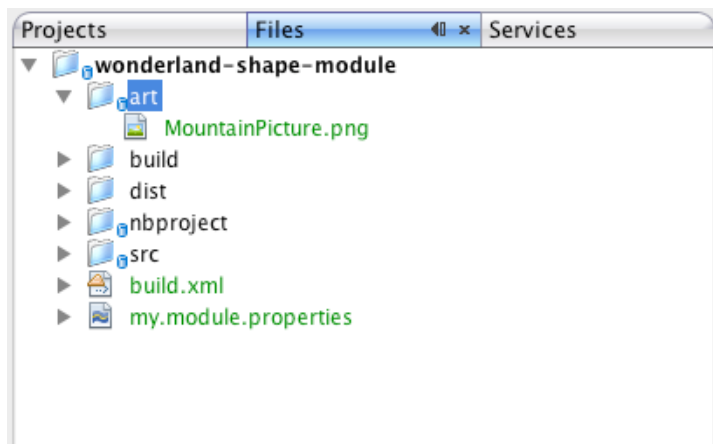 Projects Files Services
wonderland-shape-module
art
MountainPicture.png
build
dist
nbproject
src
build.xml
my.module.properties